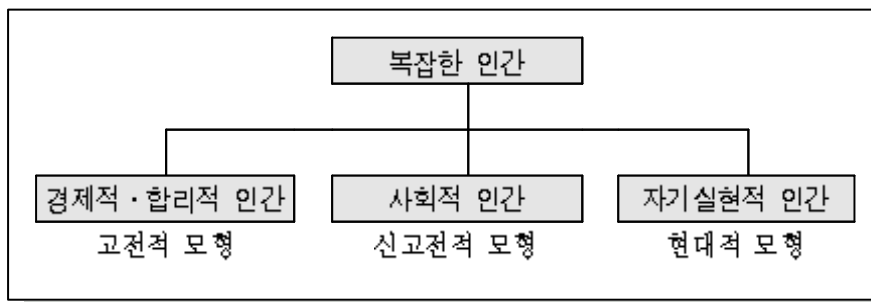 복잡한 인간
경제적·합리적 인간 사회적 인간 자기실현적 인간
고전적 모형 신고전적 모형 현대적 모형